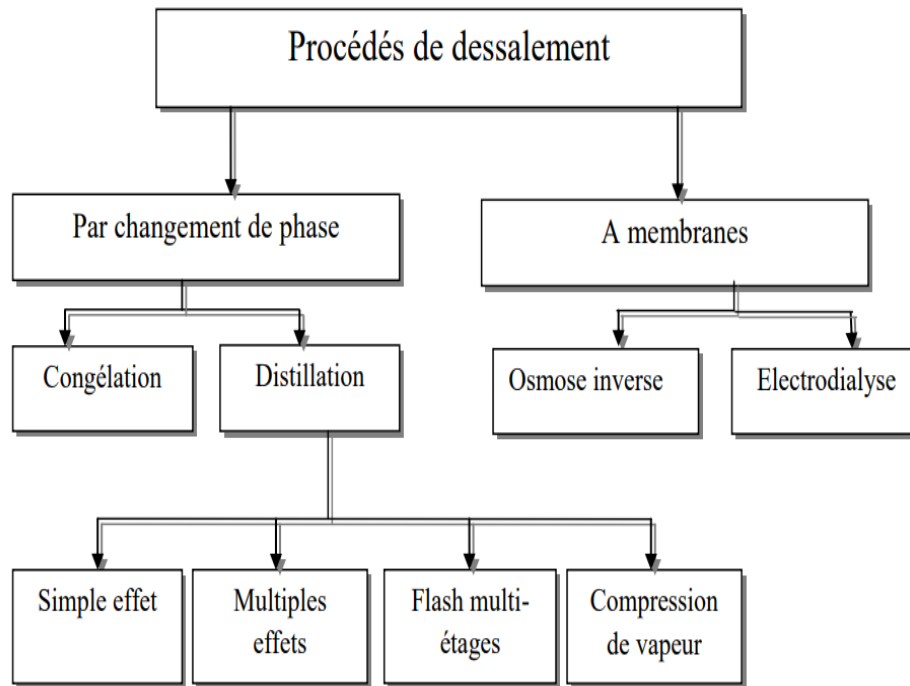 Procédés de dessalement
Par changement de phase
A membranes
Congélation
Distillation
Osmose inverse
Electrodialyse
Simple effet
Multiples
effets
Flash multi-
étages
Compression
de vapeur